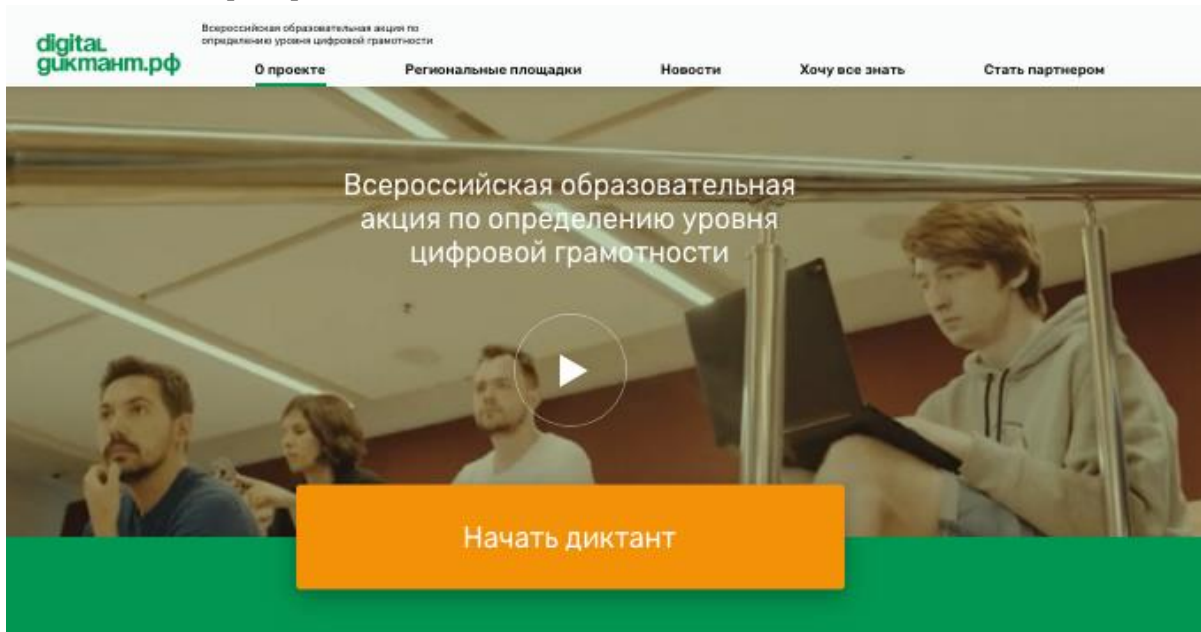 digital
диктант.рф
Всероссийская образовательная акция по
определению уровня цифровой грамотности
О проекте Региональные площадки Новости Хочу все знать Стать партнером
Всероссийская образовательная
акция по определению уровня
цифровой грамотности
Начать диктант